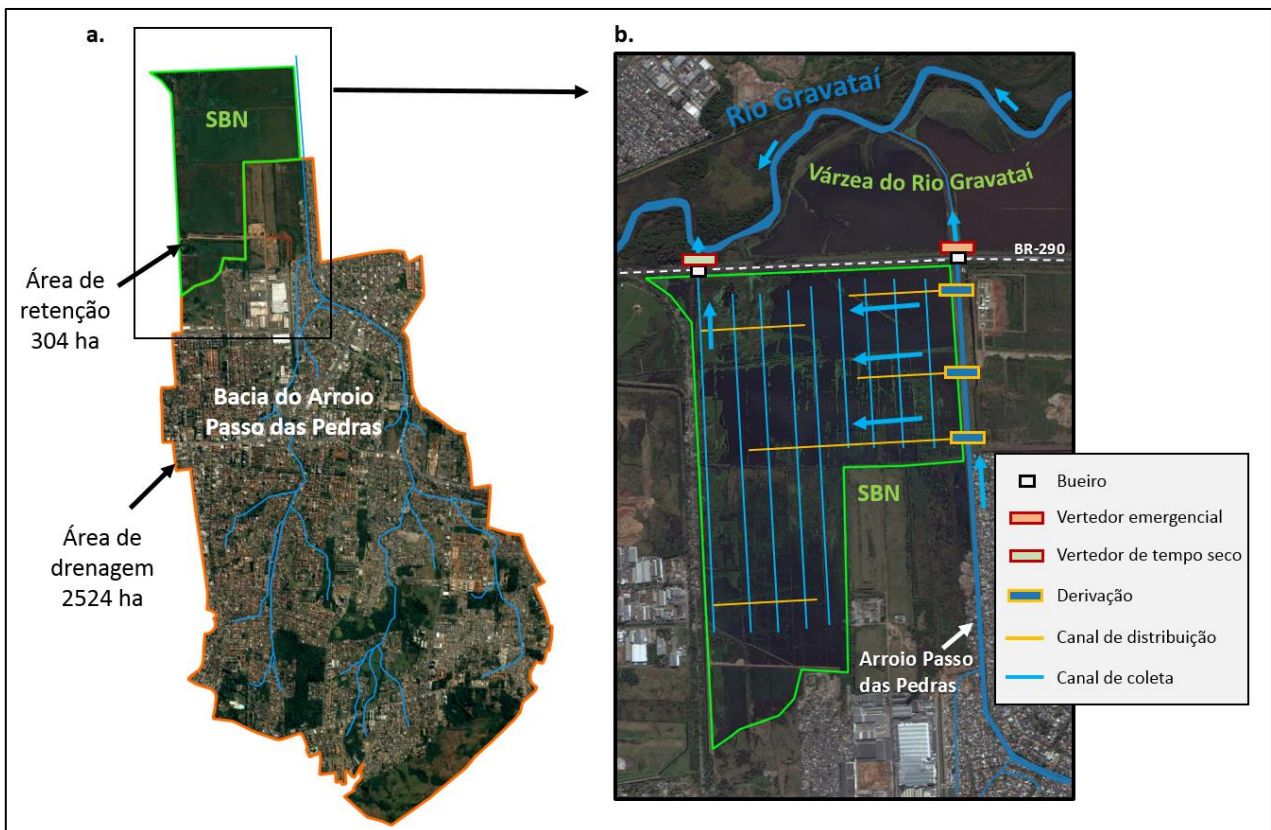 a.
SBN
Área de
retenção
304 ha
Bacia do Arroio
Passo das Pedras
Área de
drenagem
2524 ha
b.
Rio Gravataí
Várzea do Rio Gravataí
BR-290
SBN
Arroio Passo
das Pedras
Bueiro
Vertedor emergencial
Vertedor de tempo seco
Derivação
Canal de distribuição
Canal de coleta